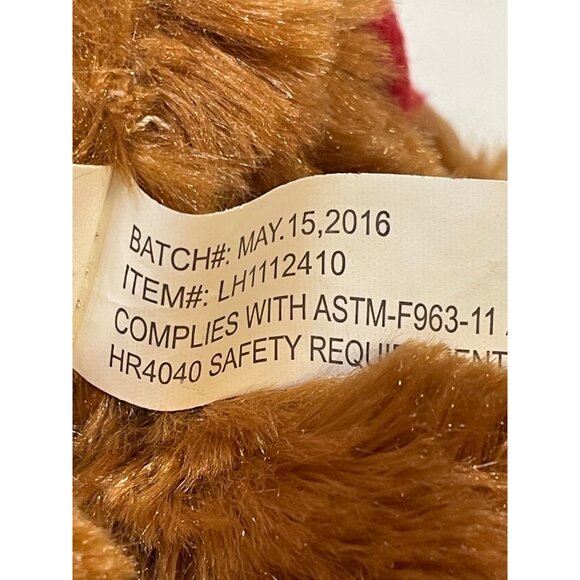 BATCH#: MAY.15,2016
ITEM#: LH1112410
COMPLIES WITH ASTM-F963-11
HR4040 SAFETY